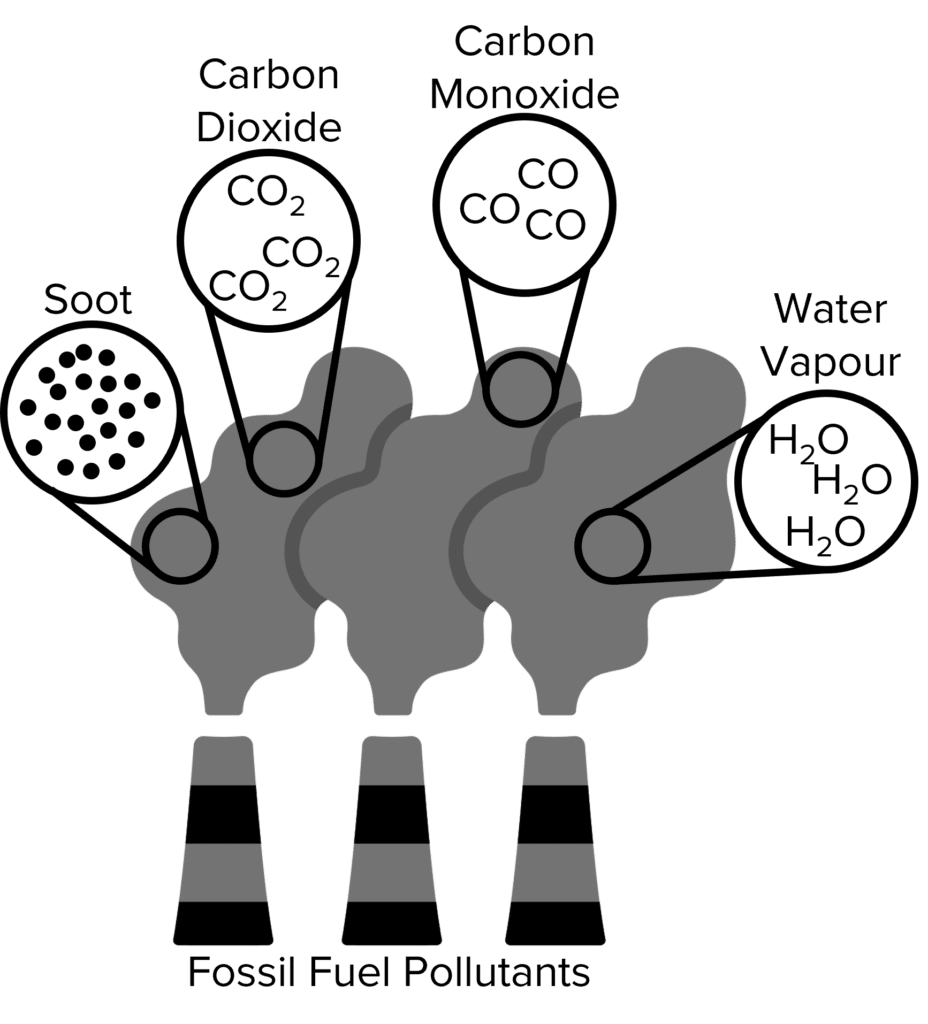 Carbon
Monoxide
CO
CO
CO
Carbon
Dioxide
CO₂
CO₂
CO₂
Soot
Water
Vapour
H₂O
H₂O
H₂O
Fossil Fuel Pollutants